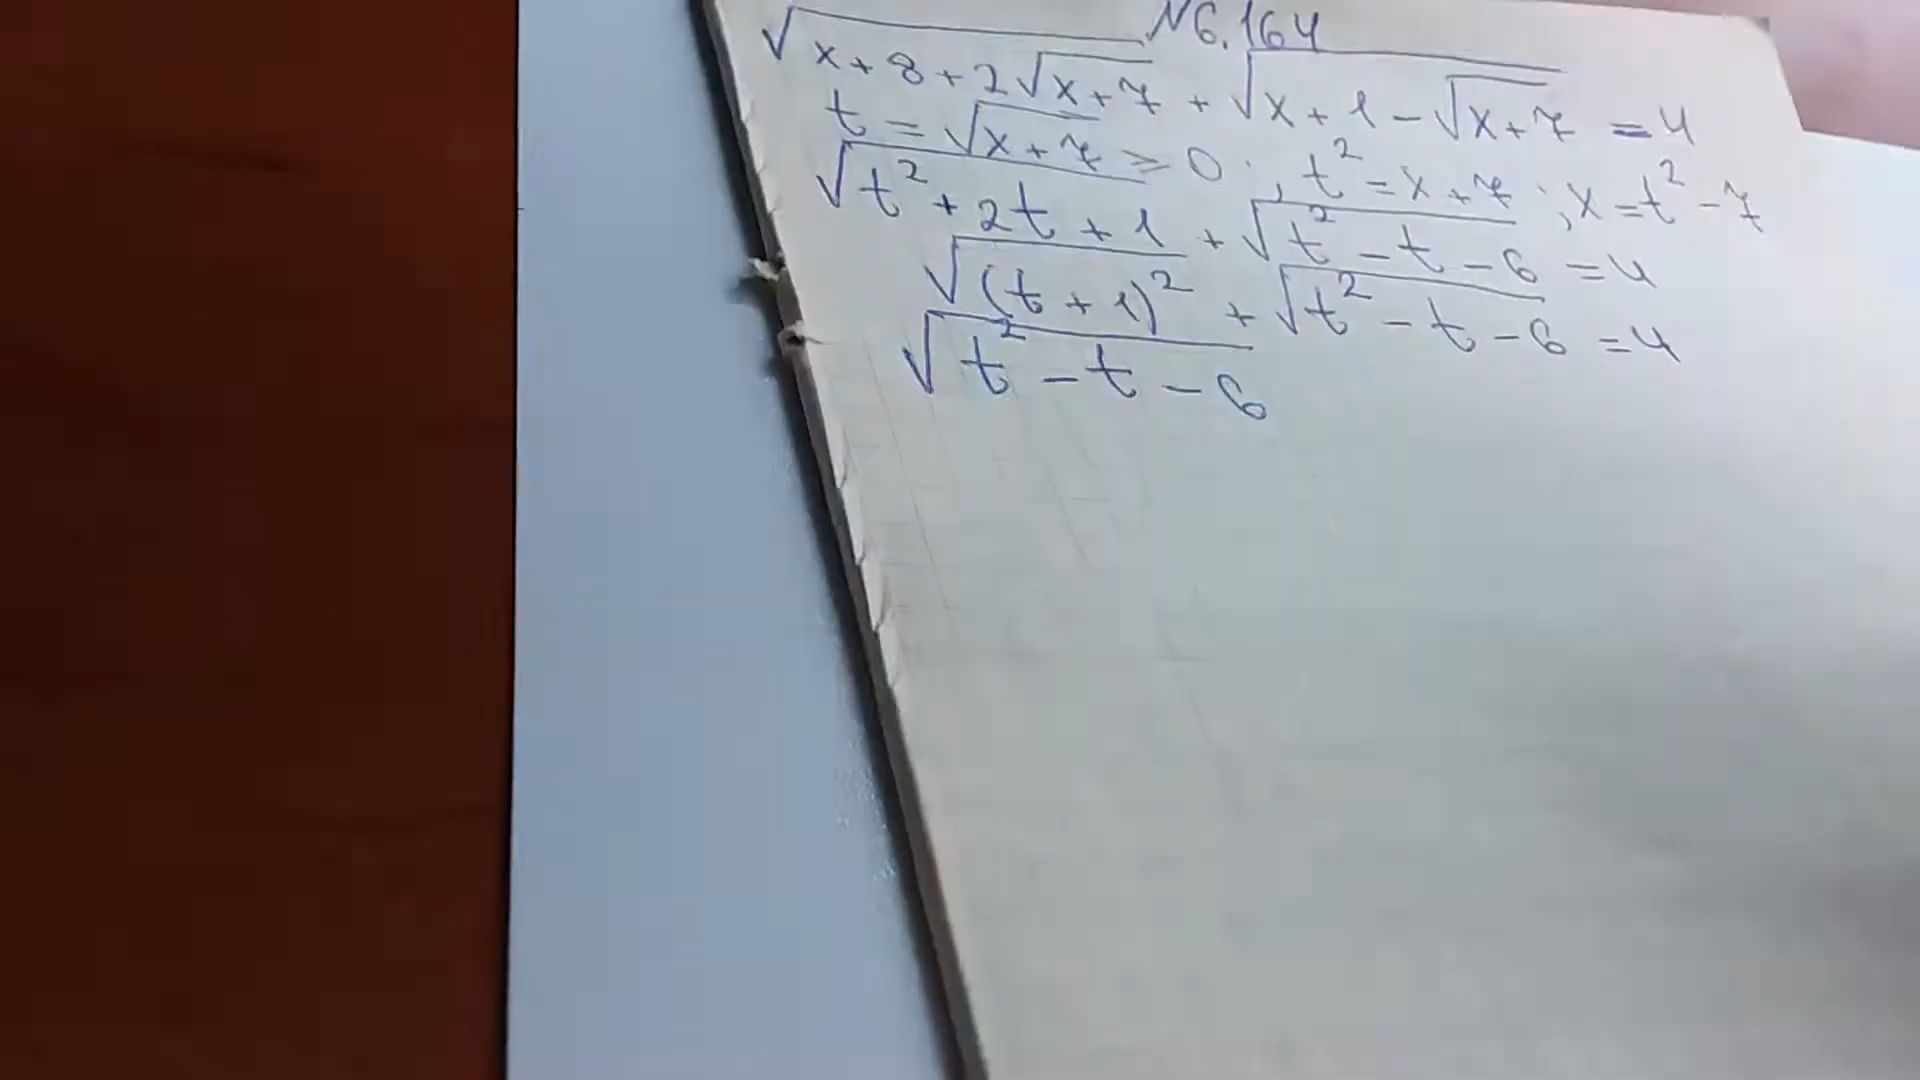 N6.164
√(x+8+2√(x+7)) + √(x+1-√(x+7)) = 4
t = √(x+7) ≥ 0 ; t² = x+7 ; x = t² - 7
√(t² + 2t + 1) + √(t² - t - 6) = 4
√((t + 1)²) + √(t² - t - 6) = 4
√(t² - t - 6)